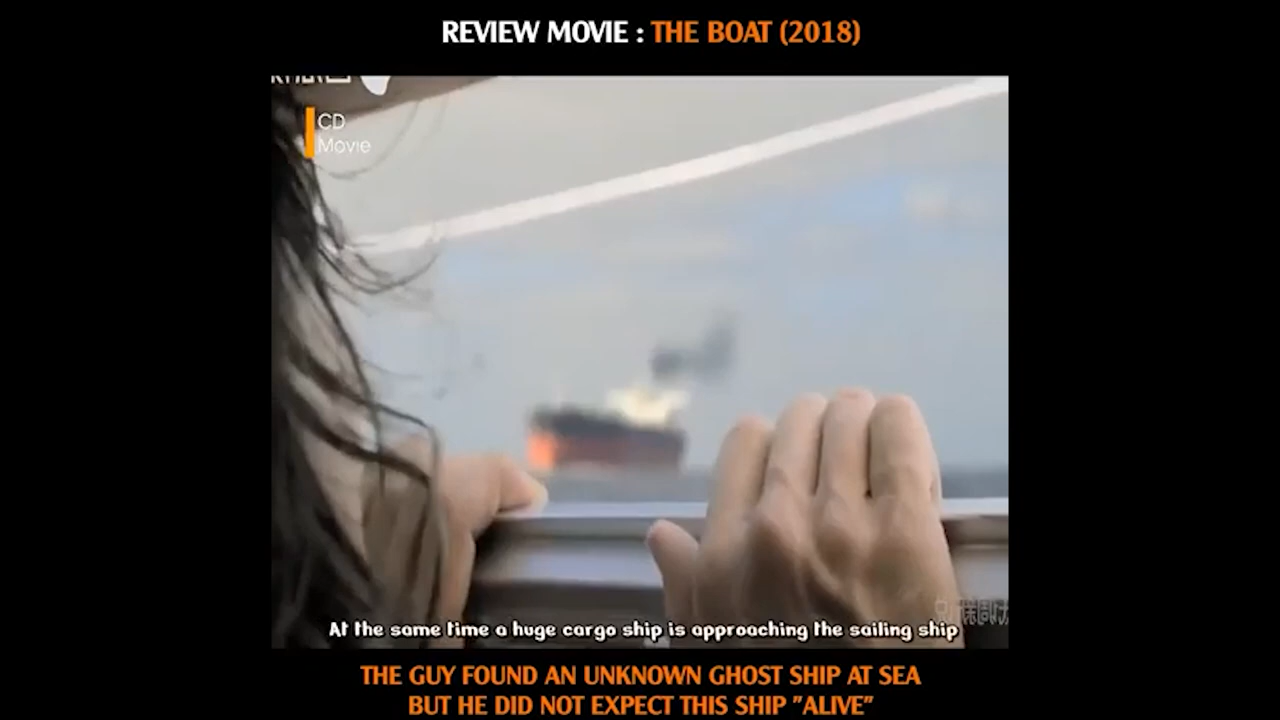 REVIEW MOVIE : THE BOAT (2018)
CD
Movie
At the same time a huge cargo ship is approaching the sailing ship
THE GUY FOUND AN UNKNOWN GHOST SHIP AT SEA
BUT HE DID NOT EXPECT THIS SHIP "ALIVE"